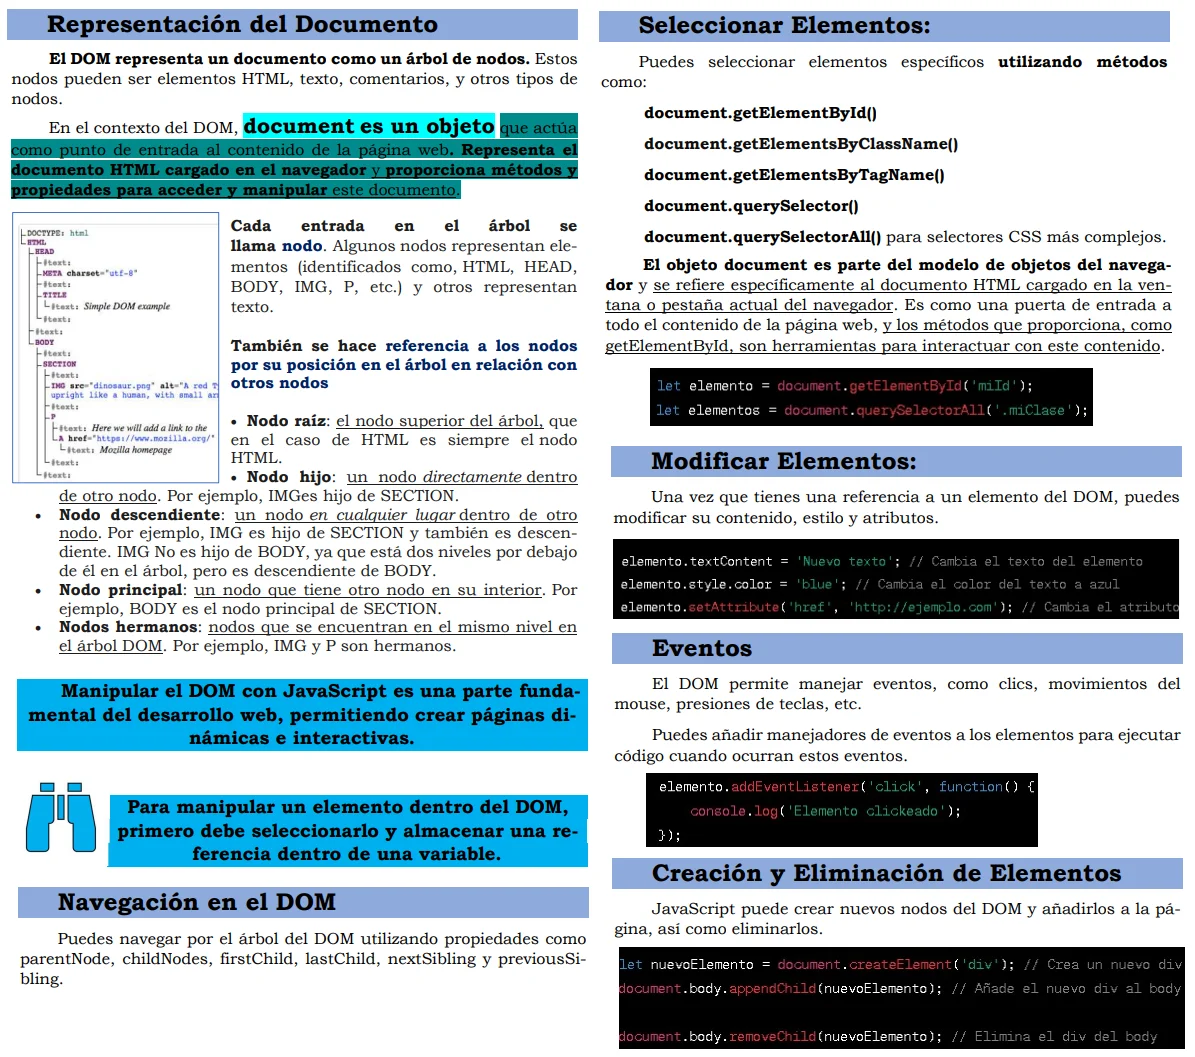 Representación del Documento
El DOM representa un documento como un árbol de nodos. Estos
nodos pueden ser elementos HTML, texto, comentarios, y otros tipos de
nodos.
En el contexto del DOM, document es un objeto que actúa
como punto de entrada al contenido de la página web. Representa el
documento HTML cargado en el navegador y proporciona métodos y
propiedades para acceder y manipular este documento.
DOCTYPE: html
HTML
HEAD
#text:
META charset="utf-8"
#text:
TITLE
#text: Simple DOM example
#text:
#text:
BODY
#text:
SECTION
#text:
IMG src="dinosaur.png" alt="A red T
upright like a human, with small ar
#text:
P
#text: Here we will add a link to the
A href="https://www.mozilla.org/"
#text: Mozilla homepage
#text:
#text:
Cada entrada en el árbol se
llama nodo. Algunos nodos representan ele-
mentos (identificados como, HTML, HEAD,
BODY, IMG, P, etc.) y otros representan
texto.
También se hace referencia a los nodos
por su posición en el árbol en relación con
otros nodos
• Nodo raíz: el nodo superior del árbol, que
en el caso de HTML es siempre el nodo
HTML.
• Nodo hijo: un nodo directamente dentro
de otro nodo. Por ejemplo, IMGes hijo de SECTION.
• Nodo descendiente: un nodo en cualquier lugar dentro de otro
nodo. Por ejemplo, IMG es hijo de SECTION y también es descen-
diente. IMG No es hijo de BODY, ya que está dos niveles por debajo
de él en el árbol, pero es descendiente de BODY.
• Nodo principal: un nodo que tiene otro nodo en su interior. Por
ejemplo, BODY es el nodo principal de SECTION.
• Nodos hermanos: nodos que se encuentran en el mismo nivel en
el árbol DOM. Por ejemplo, IMG y P son hermanos.
Manipular el DOM con JavaScript es una parte funda-
mental del desarrollo web, permitiendo crear páginas di-
námicas e interactivas.
Para manipular un elemento dentro del DOM,
primero debe seleccionarlo y almacenar una re-
ferencia dentro de una variable.
Navegación en el DOM
Puedes navegar por el árbol del DOM utilizando propiedades como
parentNode, childNodes, firstChild, lastChild, nextSibling y previousSi-
bling.
Seleccionar Elementos:
Puedes seleccionar elementos específicos utilizando métodos
como:
document.getElementById()
document.getElementsByClassName()
document.getElementsByTagName()
document.querySelector()
document.querySelectorAll() para selectores CSS más complejos.
El objeto document es parte del modelo de objetos del navega-
dor y se refiere específicamente al documento HTML cargado en la ven-
tana o pestaña actual del navegador. Es como una puerta de entrada a
todo el contenido de la página web, y los métodos que proporciona, como
getElementById, son herramientas para interactuar con este contenido.
let elemento = document.getElementById('miId');
let elementos = document.querySelectorAll('.miClase');
Modificar Elementos:
Una vez que tienes una referencia a un elemento del DOM, puedes
modificar su contenido, estilo y atributos.
elemento.textContent = 'Nuevo texto'; // Cambia el texto del elemento
elemento.style.color = 'blue'; // Cambia el color del texto a azul
elemento.setAttribute('href', 'http://ejemplo.com'); // Cambia el atributo
Eventos
El DOM permite manejar eventos, como clics, movimientos del
mouse, presiones de teclas, etc.
Puedes añadir manejadores de eventos a los elementos para ejecutar
código cuando ocurran estos eventos.
elemento.addEventListener('click', function() {
console.log('Elemento clickeado');
});
Creación y Eliminación de Elementos
JavaScript puede crear nuevos nodos del DOM y añadirlos a la pá-
gina, así como eliminarlos.
let nuevoElemento = document.createElement('div'); // Crea un nuevo div
document.body.appendChild(nuevoElemento); // Añade el nuevo div al body
document.body.removeChild(nuevoElemento); // Elimina el div del body